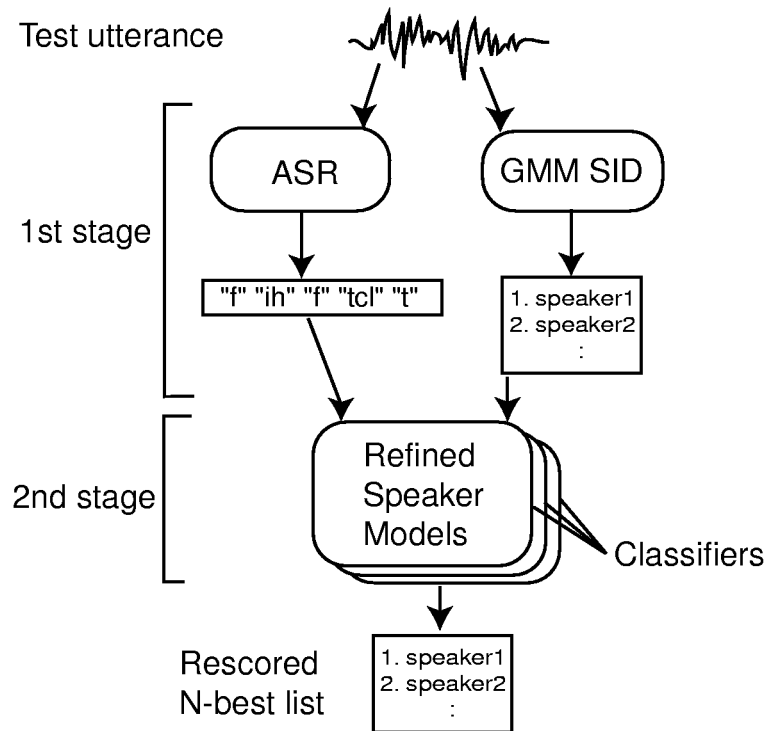 Test utterance
ASR
GMM SID
1st stage
"f" "ih" "f" "tcl" "t"
1. speaker1
2. speaker2
:
2nd stage
Refined
Speaker
Models
Classifiers
Rescored
N-best list
1. speaker1
2. speaker2
: